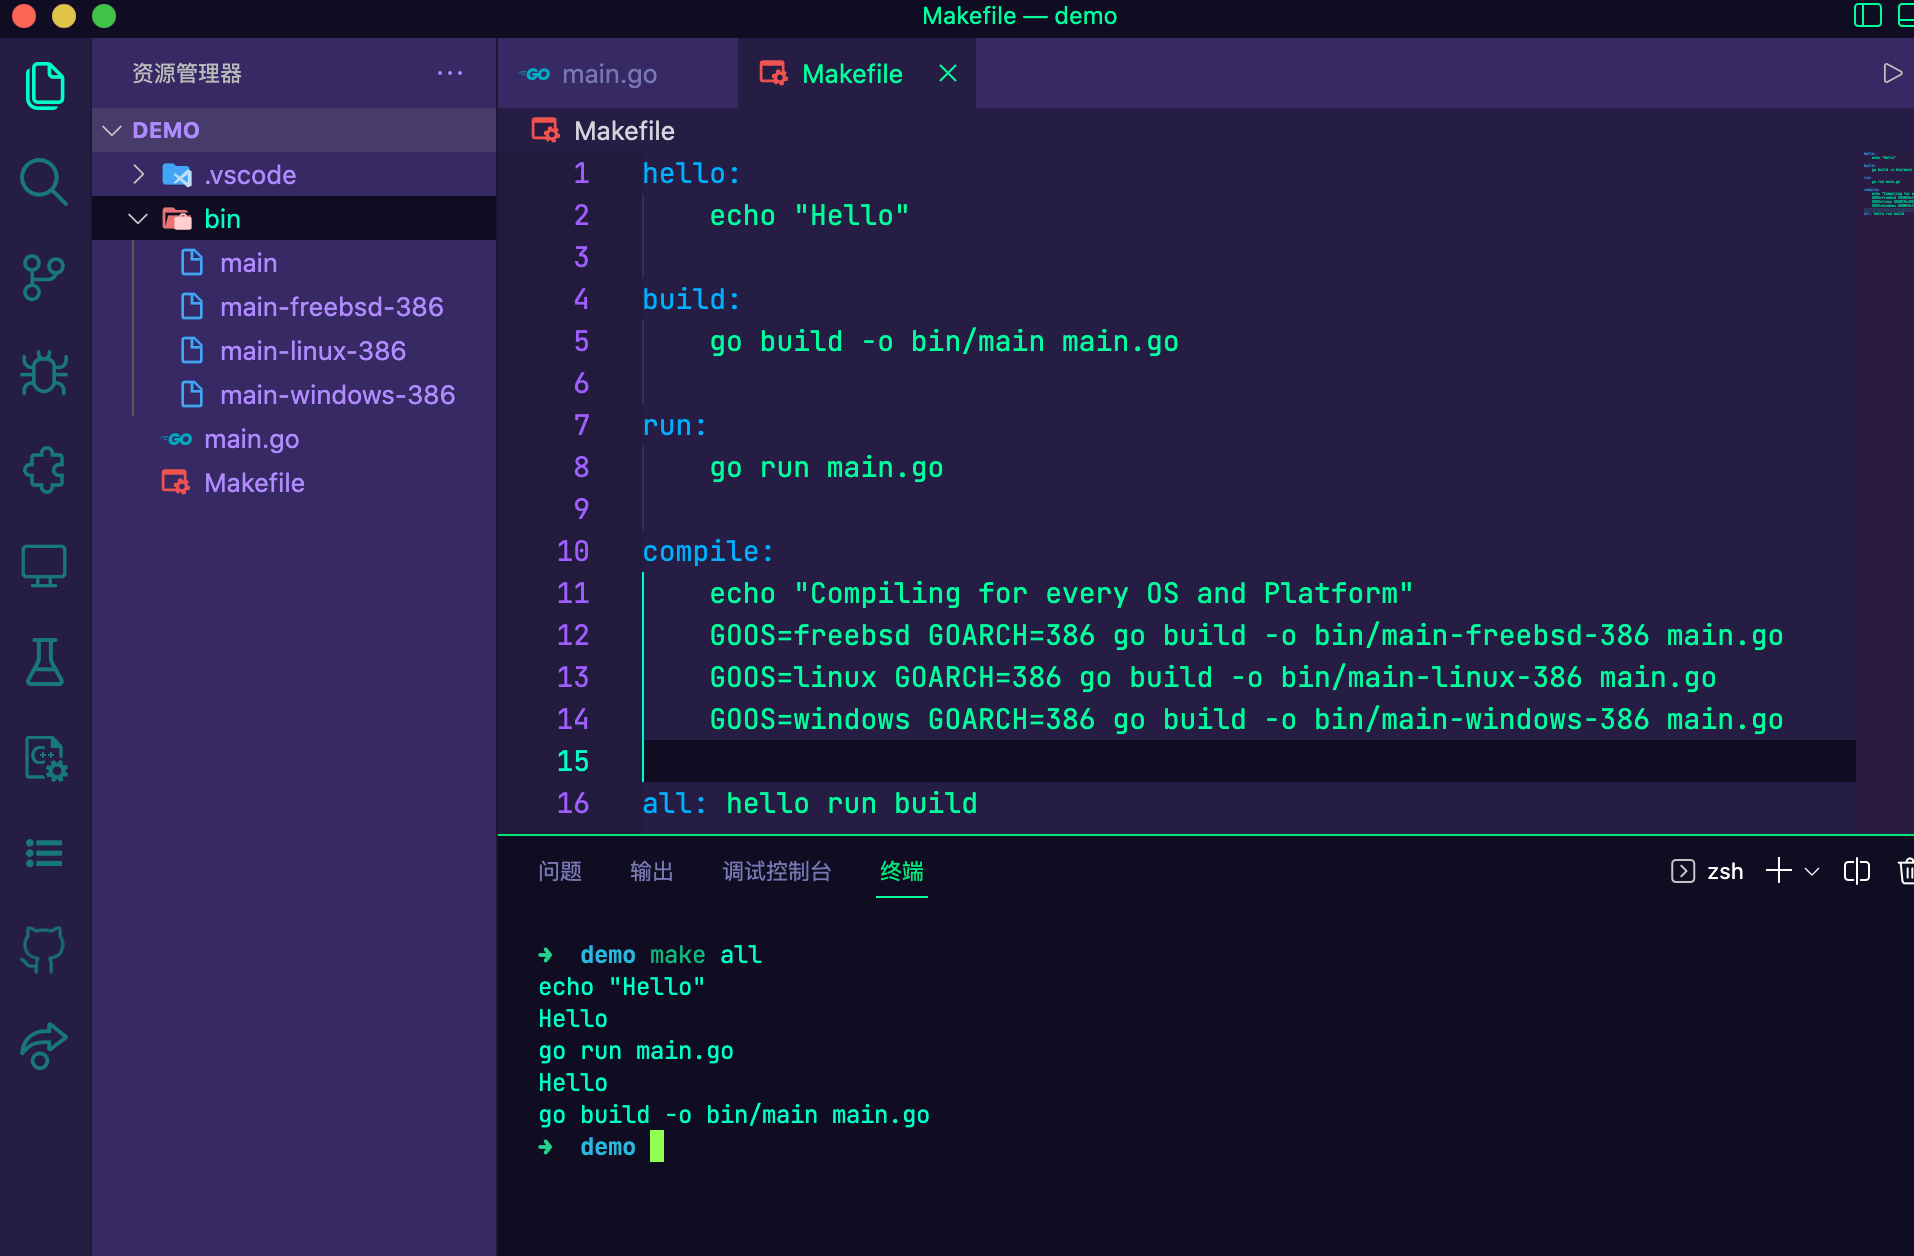 Makefile — demo
资源管理器
DEMO
.vscode
bin
main
main-freebsd-386
main-linux-386
main-windows-386
GO main.go
Makefile
GO main.go
Makefile
Makefile
1 hello:
2 echo "Hello"
3
4 build:
5 go build -o bin/main main.go
6
7 run:
8 go run main.go
9
10 compile:
11 echo "Compiling for every OS and Platform"
12 GOOS=freebsd GOARCH=386 go build -o bin/main-freebsd-386 main.go
13 GOOS=linux GOARCH=386 go build -o bin/main-linux-386 main.go
14 GOOS=windows GOARCH=386 go build -o bin/main-windows-386 main.go
15
16 all: hello run build
问题 输出 调试控制台 终端
zsh
➜ demo make all
echo "Hello"
Hello
go run main.go
Hello
go build -o bin/main main.go
➜ demo